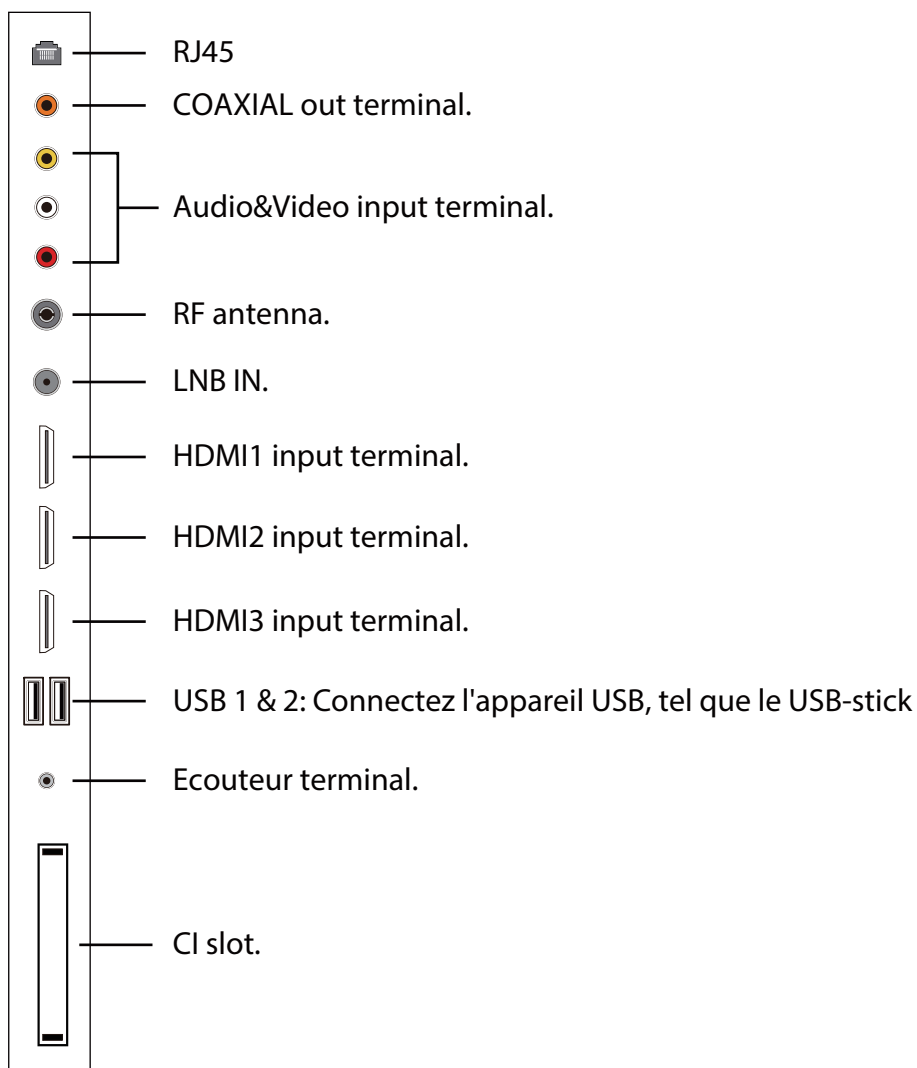 RJ45
COAXIAL out terminal.
Audio&Video input terminal.
RF antenna.
LNB IN.
HDMI1 input terminal.
HDMI2 input terminal.
HDMI3 input terminal.
USB 1 & 2: Connectez l'appareil USB, tel que le USB-stick
Ecouteur terminal.
CI slot.